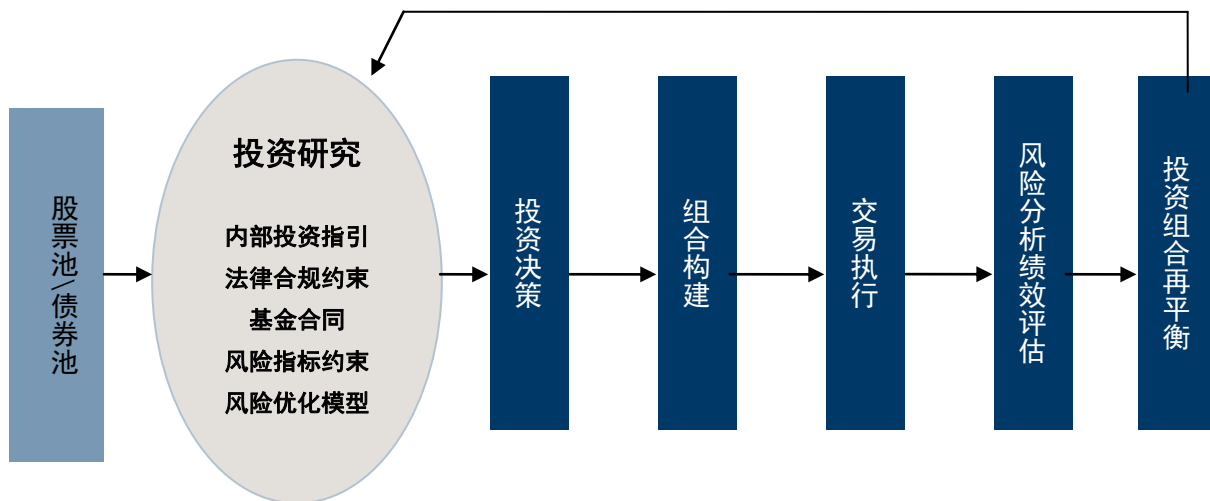 股票池\债券池
投资研究
内部投资指引
法律合规约束
基金合同
风险指标约束
风险优化模型
投资决策
组合构建
交易执行
风险分析绩效评估
投资组合再平衡